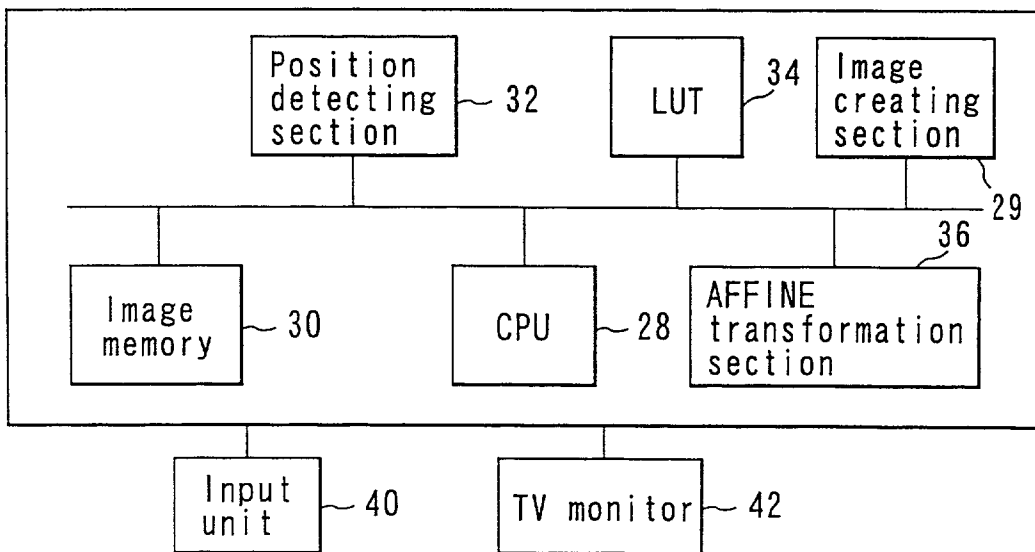 Position
detecting
section
32
LUT
34
Image
creating
section
29
Image
memory
30
CPU
28
36
AFFINE
transformation
section
Input
unit
40
TV monitor
42